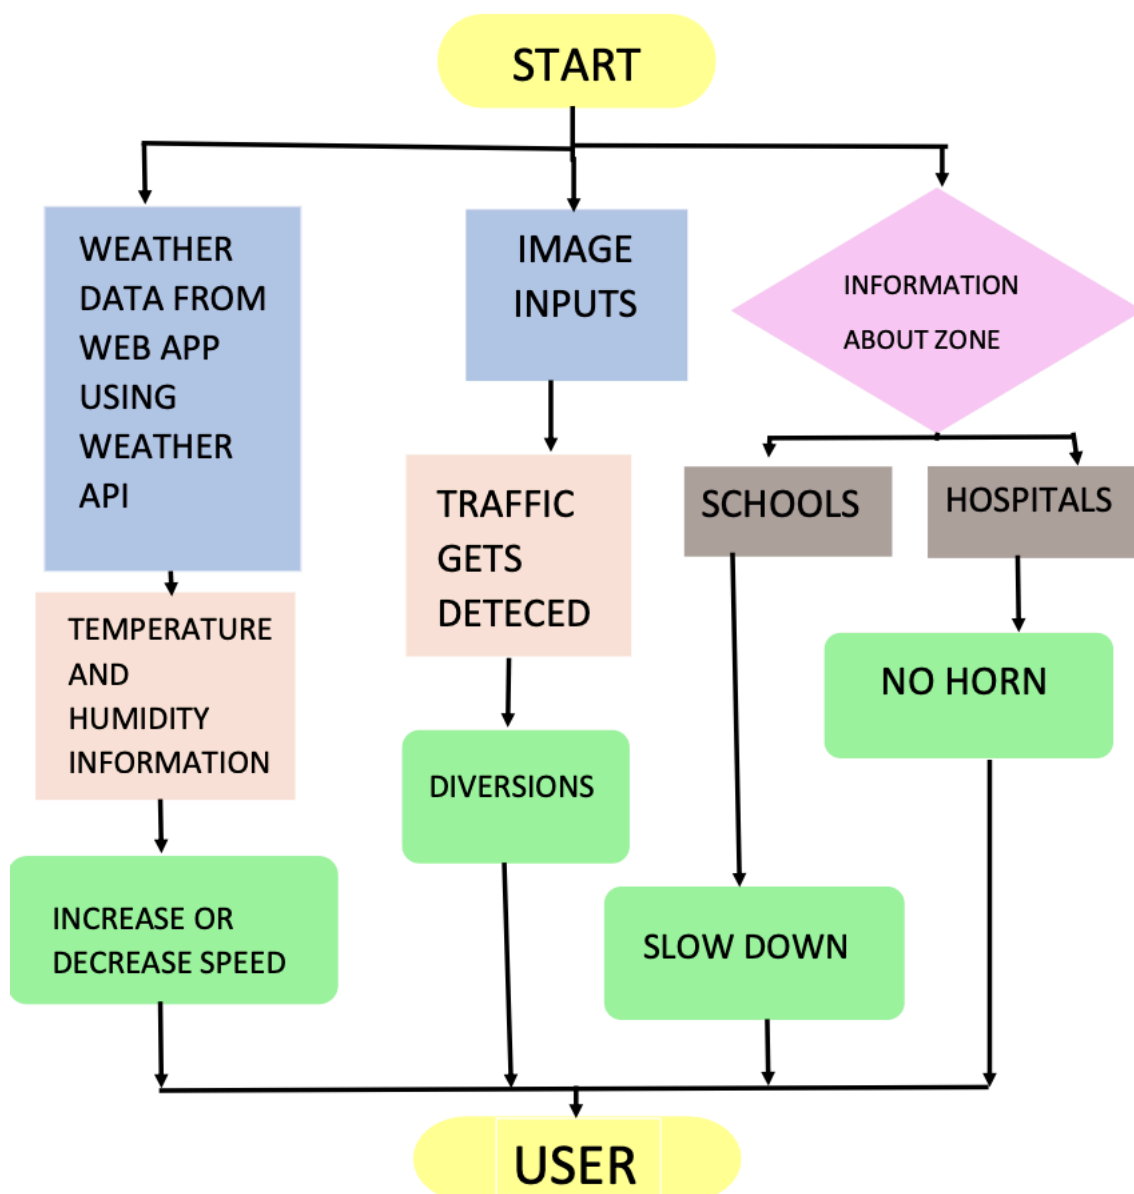 START
WEATHER
DATA FROM
WEB APP
USING
WEATHER
API
IMAGE
INPUTS
INFORMATION
ABOUT ZONE
TRAFFIC
GETS
DETECED
SCHOOLS
HOSPITALS
TEMPERATURE
AND
HUMIDITY
INFORMATION
NO HORN
DIVERSIONS
INCREASE OR
DECREASE SPEED
SLOW DOWN
USER